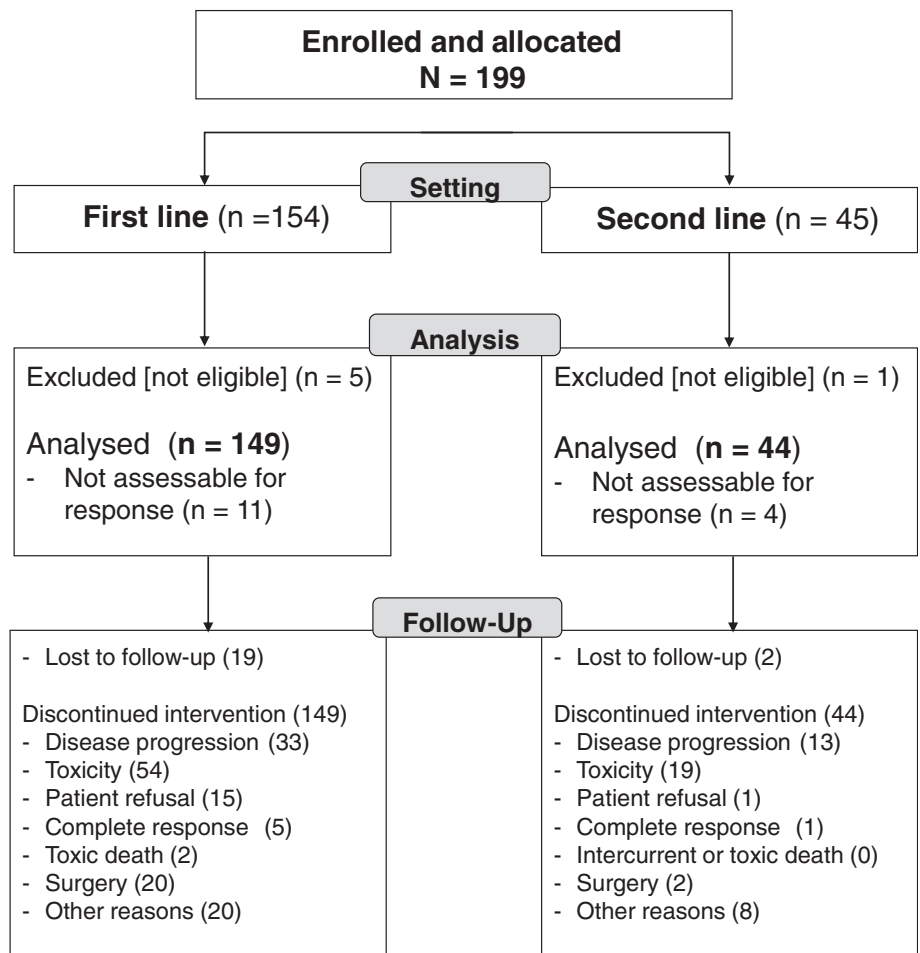 Enrolled and allocated
N = 199
Setting
First line (n =154)
Second line (n = 45)
Analysis
Excluded [not eligible] (n = 5)
Analysed (n = 149)
- Not assessable for
response (n = 11)
Excluded [not eligible] (n = 1)
Analysed (n = 44)
- Not assessable for
response (n = 4)
Follow-Up
- Lost to follow-up (19)
Discontinued intervention (149)
- Disease progression (33)
- Toxicity (54)
- Patient refusal (15)
- Complete response (5)
- Toxic death (2)
- Surgery (20)
- Other reasons (20)
- Lost to follow-up (2)
Discontinued intervention (44)
- Disease progression (13)
- Toxicity (19)
- Patient refusal (1)
- Complete response (1)
- Intercurrent or toxic death (0)
- Surgery (2)
- Other reasons (8)